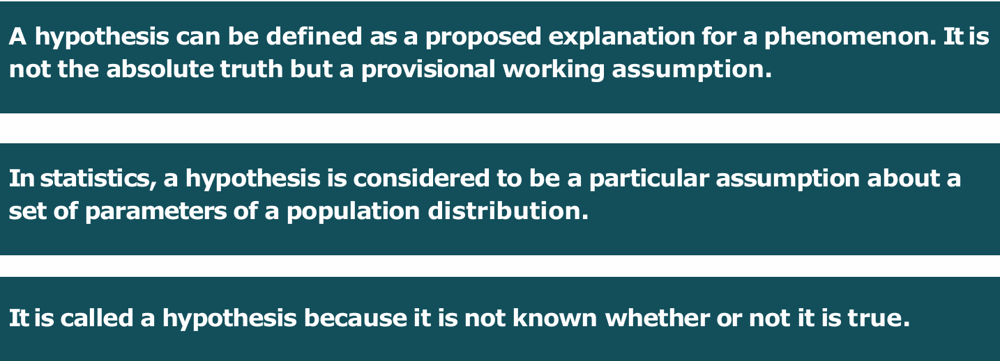 A hypothesis can be defined as a proposed explanation for a phenomenon. It is
not the absolute truth but a provisional working assumption.
In statistics, a hypothesis is considered to be a particular assumption about a
set of parameters of a population distribution.
It is called a hypothesis because it is not known whether or not it is true.